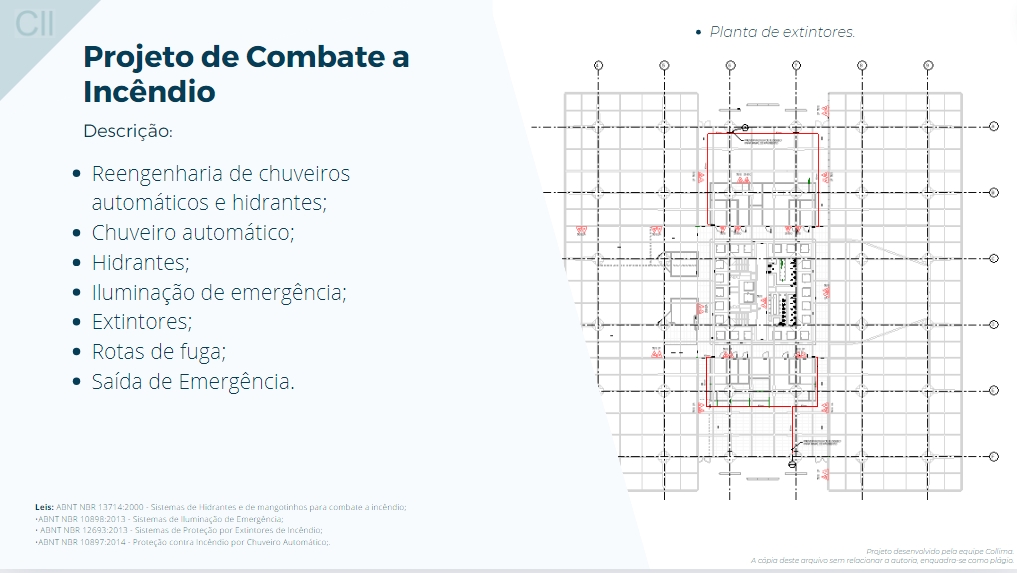 CII
Projeto de Combate a
Incêndio
Descrição:
• Reengenharia de chuveiros
automáticos e hidrantes;
• Chuveiro automático;
• Hidrantes;
• Iluminação de emergência;
• Extintores;
• Rotas de fuga;
• Saída de Emergência.
Leis: ABNT NBR 13714:2000 - Sistemas de Hidrantes e de mangotinhos para combate a incêndio;
•ABNT NBR 10898:2013 - Sistemas de Iluminação de Emergência;
• ABNT NBR 12693:2013 - Sistemas de Proteção por Extintores de Incêndio;
•ABNT NBR 10897:2014 - Proteção contra Incêndio por Chuveiro Automático;.
• Planta de extintores.
Projeto desenvolvido pela equipe Collima.
A cópia deste arquivo sem relacionar a autoria, enquadra-se como plágio.